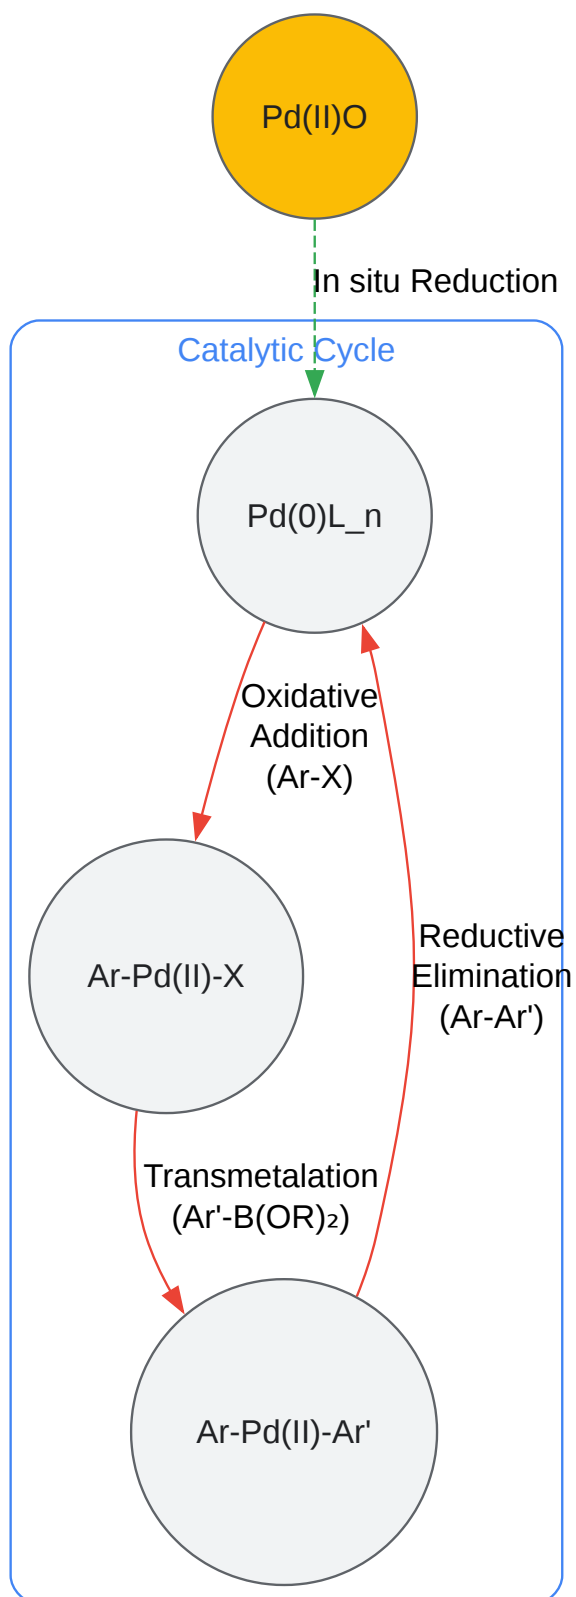 Pd(II)O
In situ Reduction
Catalytic Cycle
Pd(0)L_n
Oxidative
Addition
(Ar-X)
Reductive
Elimination
(Ar-Ar')
Ar-Pd(II)-X
Transmetalation
(Ar'-B(OR)₂)
Ar-Pd(II)-Ar'